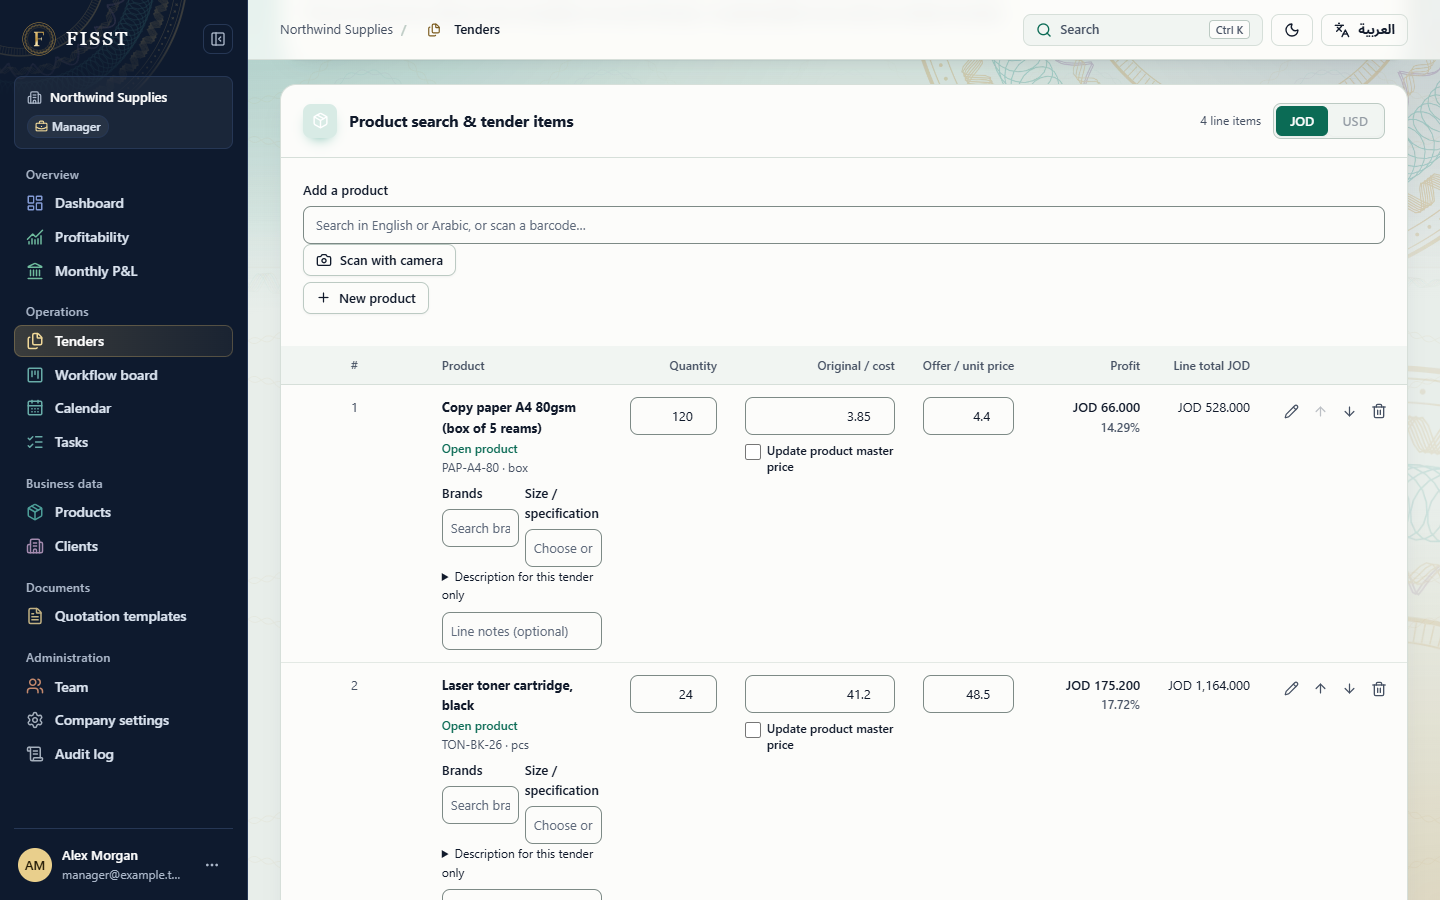 FISST
Northwind Supplies
Manager
Overview
Dashboard
Profitability
Monthly P&L
Operations
Tenders
Workflow board
Calendar
Tasks
Business data
Products
Clients
Documents
Quotation templates
Administration
Team
Company settings
Audit log
AM
Alex Morgan
manager@example.t...
Northwind Supplies / Tenders
Search Ctrl K
العربية
Product search & tender items
4 line items JOD USD
Add a product
Search in English or Arabic, or scan a barcode...
Scan with camera
New product
# Product Quantity Original / cost Offer / unit price Profit Line total JOD
1 Copy paper A4 80gsm 120 3.85 4.4 JOD 66.000 JOD 528.000
(box of 5 reams) 14.29%
Open product Update product master
PAP-A4-80 · box price
Brands Size /
specification
Search bra
Choose or
Description for this tender
only
Line notes (optional)
2 Laser toner cartridge, 24 41.2 48.5 JOD 175.200 JOD 1,164.000
black 17.72%
Open product Update product master
TON-BK-26 · pcs price
Brands Size /
specification
Search bra
Choose or
Description for this tender
only